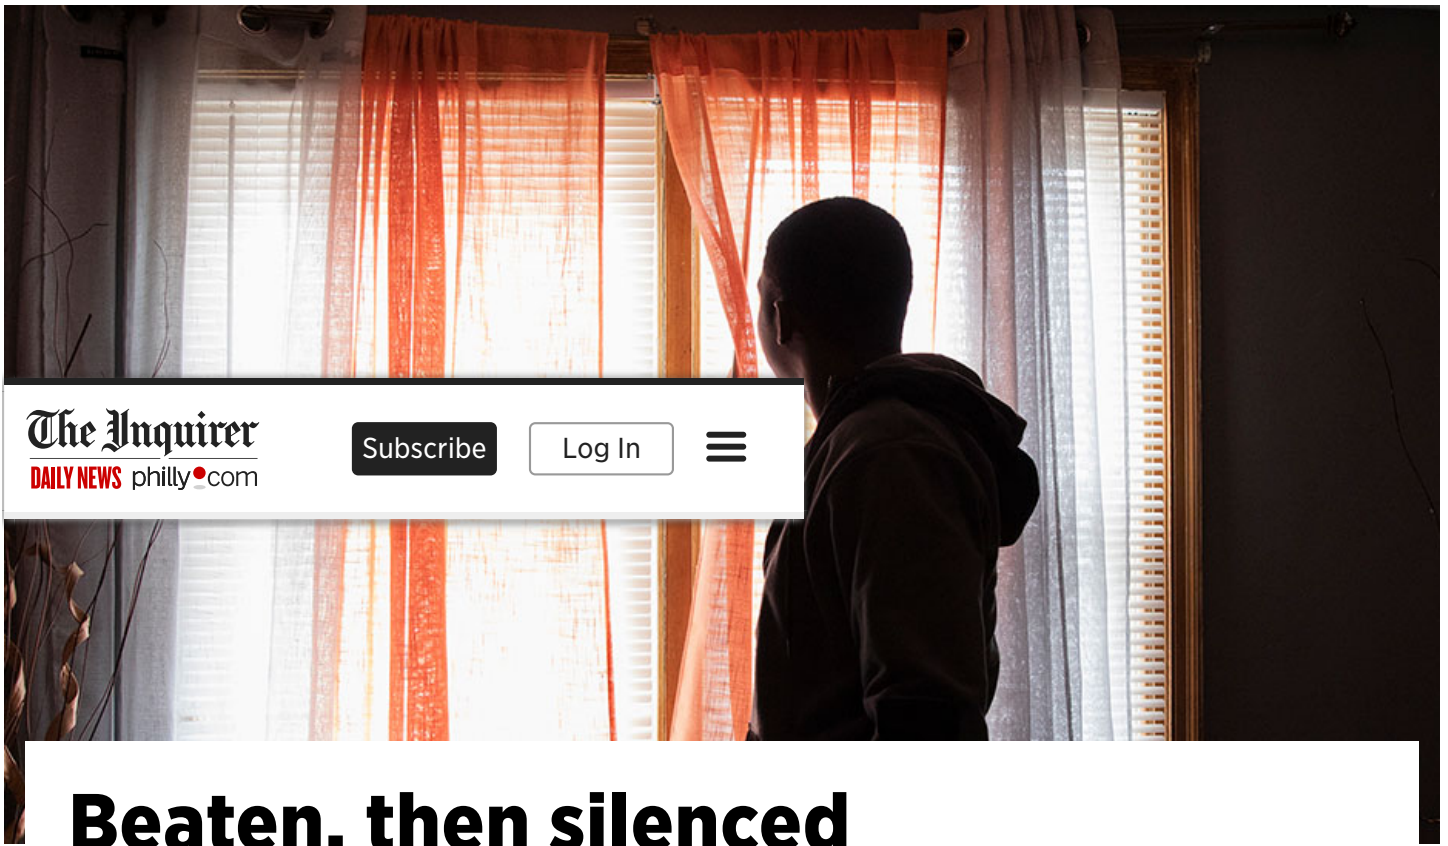 The Inquirer
DAILY NEWS philly.com
Subscribe
Log In
Beaten, then silenced